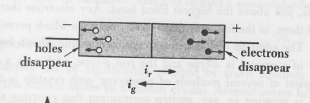 − +
holes
disappear
electrons
disappear
i_r
i_g